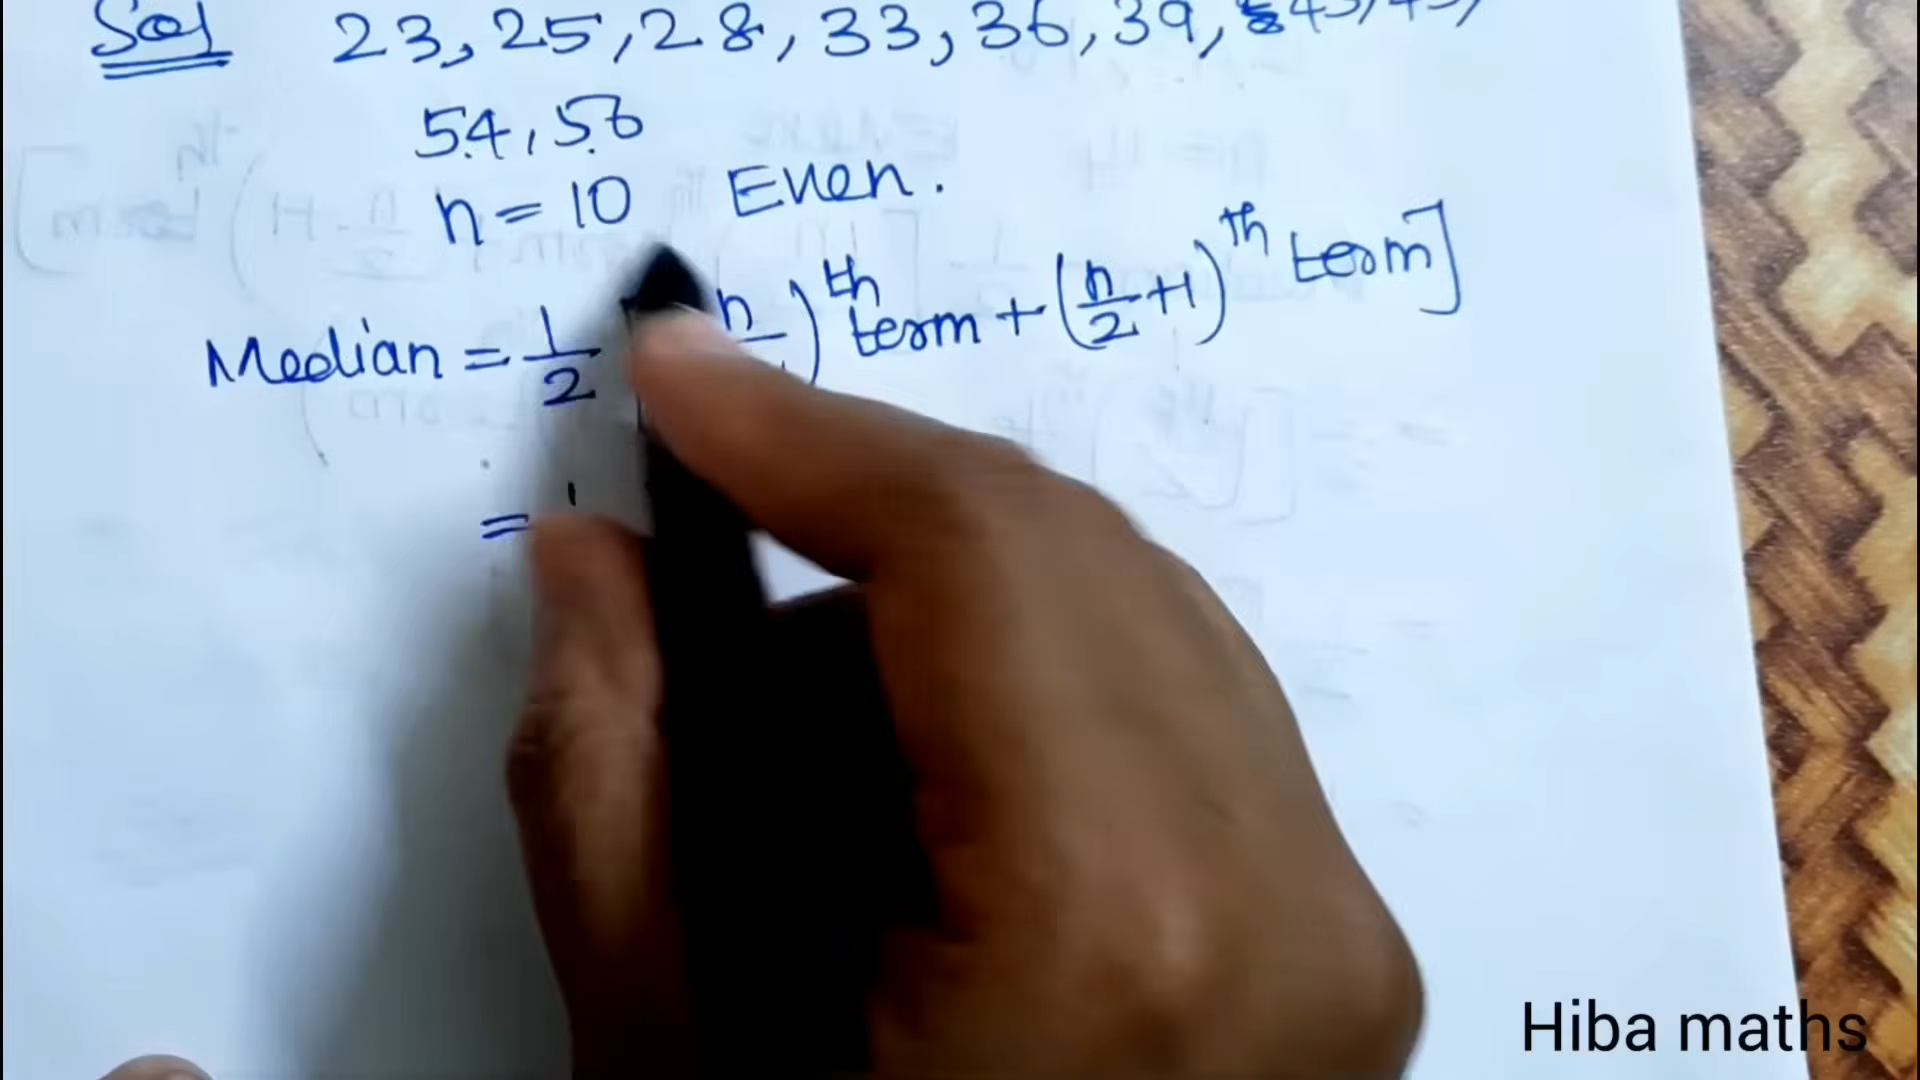 Sol 23, 25, 28, 33, 36, 39,
54, 56
n = 10 Even.
Median = 1/2 n th term + (n/2 + 1)th term]
=
Hiba maths